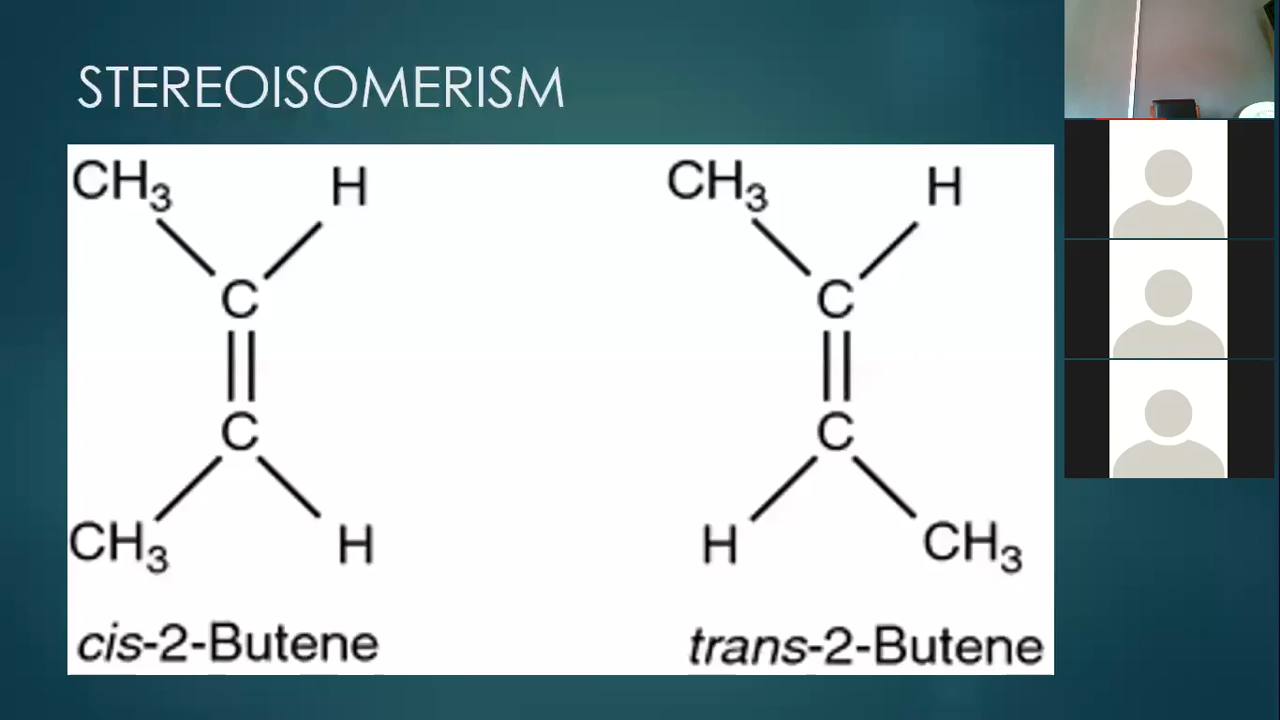 STEREOISOMERISM
CH₃ H CH₃ H
C C
C C
CH₃ H H CH₃
cis-2-Butene trans-2-Butene